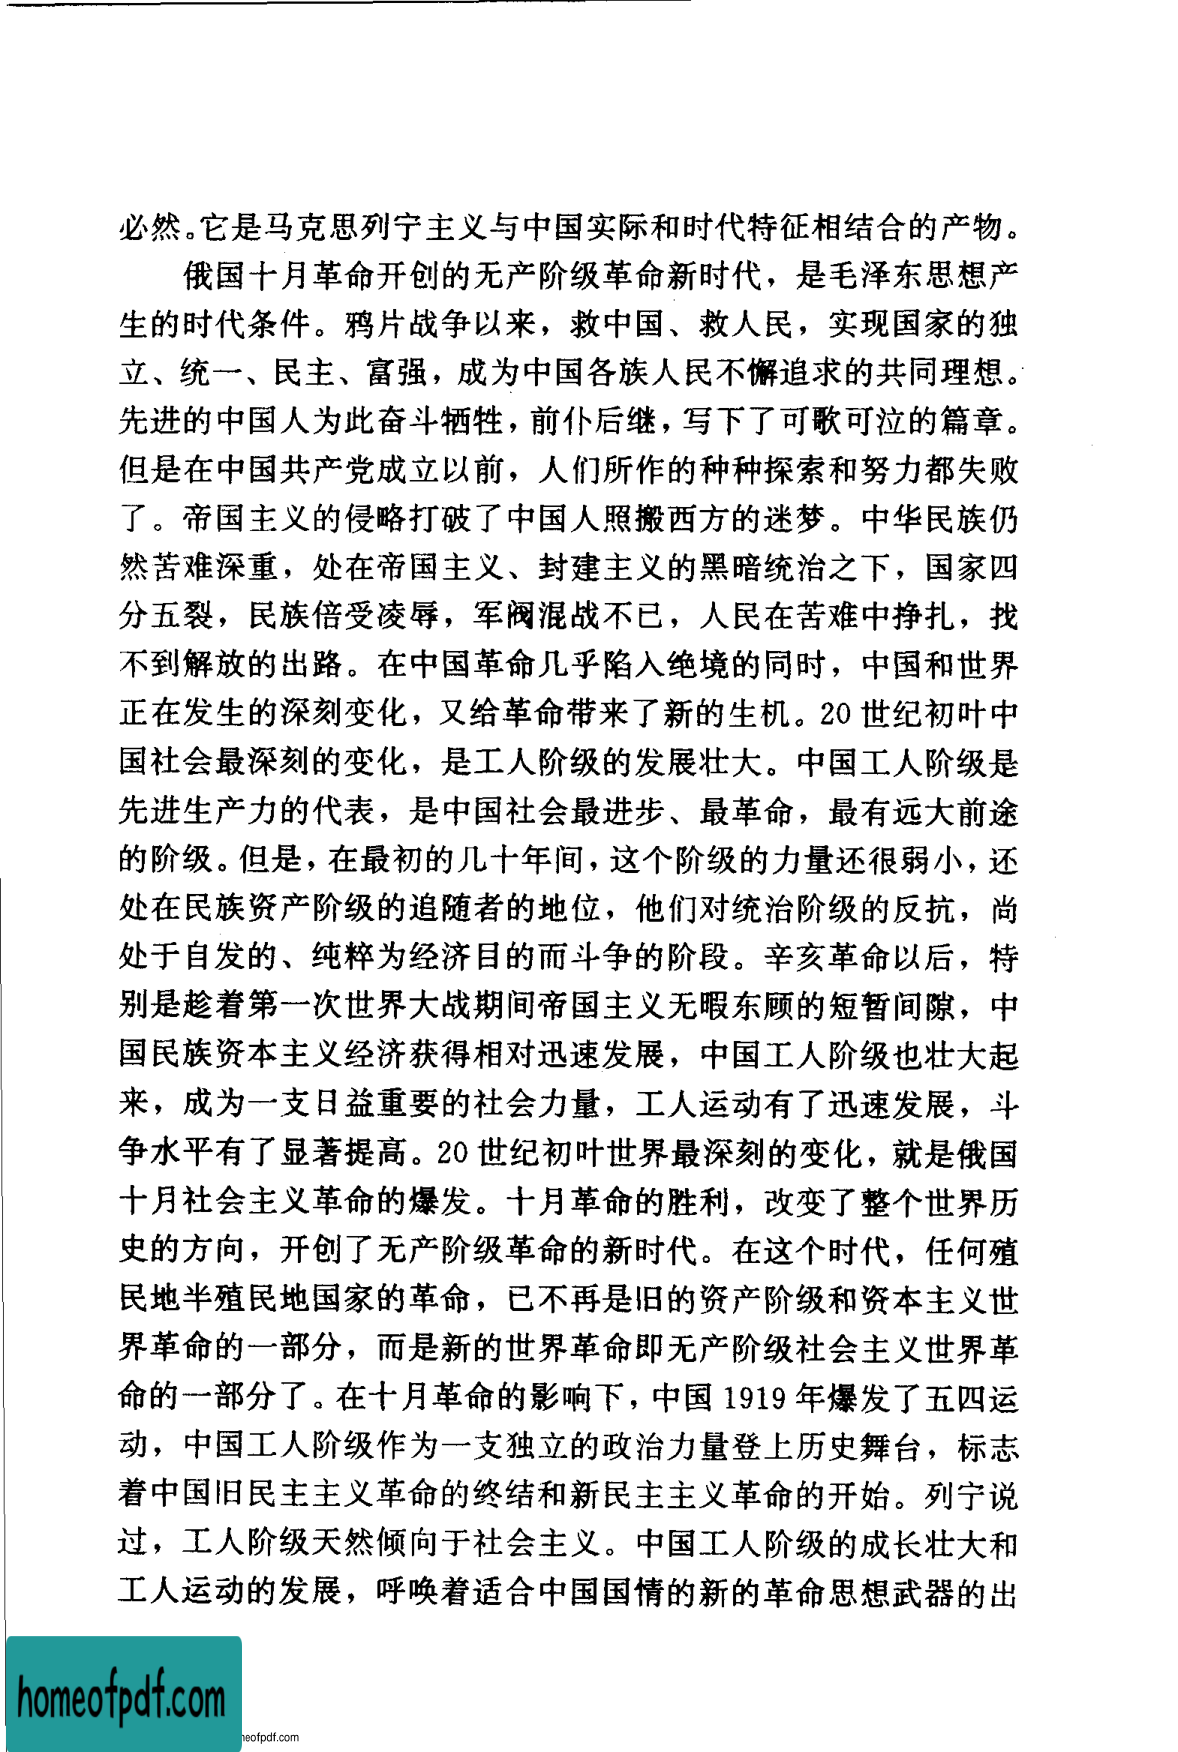 必然。它是马克思列宁主义与中国实际和时代特征相结合的产物。
俄国十月革命开创的无产阶级革命新时代，是毛泽东思想产
生的时代条件。鸦片战争以来，救中国、救人民，实现国家的独
立、统一、民主、富强，成为中国各族人民不懈追求的共同理想。
先进的中国人为此奋斗牺牲，前仆后继，写下了可歌可泣的篇章。
但是在中国共产党成立以前，人们所作的种种探索和努力都失败
了。帝国主义的侵略打破了中国人照搬西方的迷梦。中华民族仍
然苦难深重，处在帝国主义、封建主义的黑暗统治之下，国家四
分五裂，民族倍受凌辱，军阀混战不已，人民在苦难中挣扎，找
不到解放的出路。在中国革命几乎陷入绝境的同时，中国和世界
正在发生的深刻变化，又给革命带来了新的生机。20世纪初叶中
国社会最深刻的变化，是工人阶级的发展壮大。中国工人阶级是
先进生产力的代表，是中国社会最进步、最革命，最有远大前途
的阶级。但是，在最初的几十年间，这个阶级的力量还很弱小，还
处在民族资产阶级的追随者的地位，他们对统治阶级的反抗，尚
处于自发的、纯粹为经济目的而斗争的阶段。辛亥革命以后，特
别是趁着第一次世界大战期间帝国主义无暇东顾的短暂间隙，中
国民族资本主义经济获得相对迅速发展，中国工人阶级也壮大起
来，成为一支日益重要的社会力量，工人运动有了迅速发展，斗
争水平有了显著提高。20世纪初叶世界最深刻的变化，就是俄国
十月社会主义革命的爆发。十月革命的胜利，改变了整个世界历
史的方向，开创了无产阶级革命的新时代。在这个时代，任何殖
民地半殖民地国家的革命，已不再是旧的资产阶级和资本主义世
界革命的一部分，而是新的世界革命即无产阶级社会主义世界革
命的一部分了。在十月革命的影响下，中国1919年爆发了五四运
动，中国工人阶级作为一支独立的政治力量登上历史舞台，标志
着中国旧民主主义革命的终结和新民主主义革命的开始。列宁说
过，工人阶级天然倾向于社会主义。中国工人阶级的成长壮大和
工人运动的发展，呼唤着适合中国国情的新的革命思想武器的出
homeofpdf.com
neofpdf.com